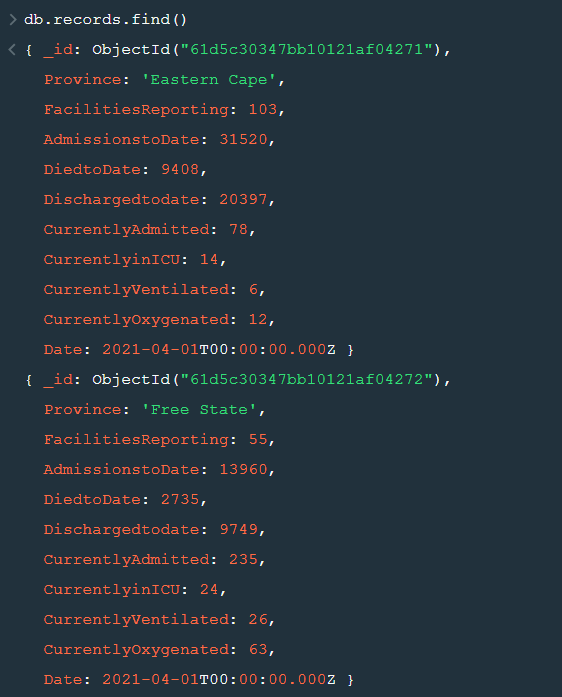 > db.records.find()
< { _id: ObjectId("61d5c30347bb10121af04271"),
Province: 'Eastern Cape',
FacilitiesReporting: 103,
AdmissionstoDate: 31520,
DiedtoDate: 9408,
Dischargedtodate: 20397,
CurrentlyAdmitted: 78,
CurrentlyinICU: 14,
CurrentlyVentilated: 6,
CurrentlyOxygenated: 12,
Date: 2021-04-01T00:00:00.000Z }
{ _id: ObjectId("61d5c30347bb10121af04272"),
Province: 'Free State',
FacilitiesReporting: 55,
AdmissionstoDate: 13960,
DiedtoDate: 2735,
Dischargedtodate: 9749,
CurrentlyAdmitted: 235,
CurrentlyinICU: 24,
CurrentlyVentilated: 26,
CurrentlyOxygenated: 63,
Date: 2021-04-01T00:00:00.000Z }